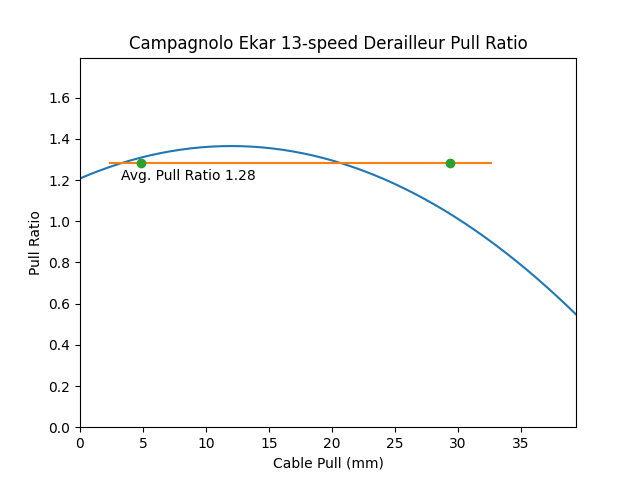 Campagnolo Ekar 13-speed Derailleur Pull Ratio
Pull Ratio
1.6
1.4
1.2
1.0
0.8
0.6
0.4
0.2
0.0
Avg. Pull Ratio 1.28
0 5 10 15 20 25 30 35
Cable Pull (mm)